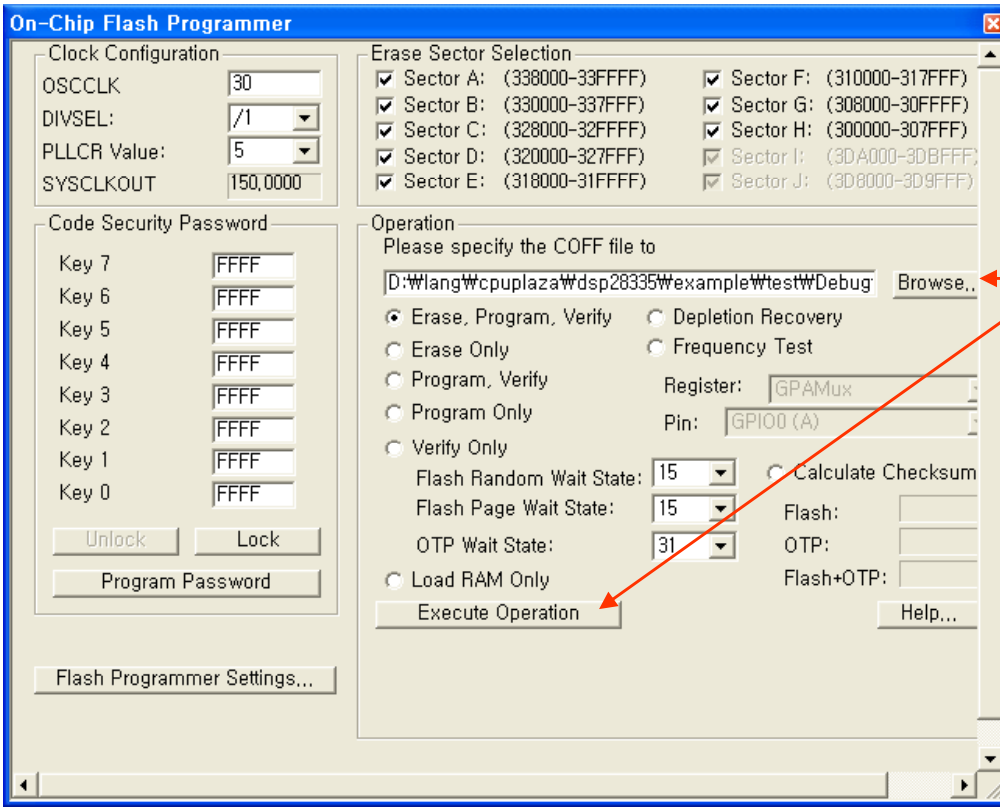 On-Chip Flash Programmer
Clock Configuration
OSCCLK 30
DIVSEL: /1
PLLCR Value: 5
SYSCLKOUT 150,0000
Erase Sector Selection
Sector A: (338000-33FFFF)
Sector B: (330000-337FFF)
Sector C: (328000-32FFFF)
Sector D: (320000-327FFF)
Sector E: (318000-31FFFF)
Sector F: (310000-317FFF)
Sector G: (308000-30FFFF)
Sector H: (300000-307FFF)
Sector I: (3DA000-3DBFFF)
Sector J: (3D8000-3D9FFF)
Code Security Password
Key 7 FFFF
Key 6 FFFF
Key 5 FFFF
Key 4 FFFF
Key 3 FFFF
Key 2 FFFF
Key 1 FFFF
Key 0 FFFF
Unlock Lock
Program Password
Flash Programmer Settings,,,
Operation
Please specify the COFF file to
D:₩lang₩cpuplaza₩dsp28335₩example₩test₩Debug
Browse,,
Erase, Program, Verify
Depletion Recovery
Erase Only
Frequency Test
Program, Verify
Register: GPAMux
Program Only
Pin: GPIO0 (A)
Verify Only
Flash Random Wait State: 15
Calculate Checksum
Flash Page Wait State: 15
Flash:
OTP Wait State: 31
OTP:
Load RAM Only
Flash+OTP:
Execute Operation
Help,,,